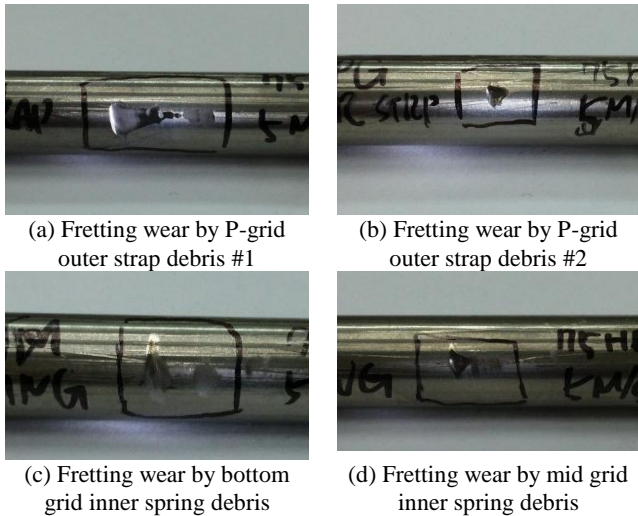 (a) Fretting wear by P-grid
outer strap debris #1
(b) Fretting wear by P-grid
outer strap debris #2
(c) Fretting wear by bottom
grid inner spring debris
(d) Fretting wear by mid grid
inner spring debris